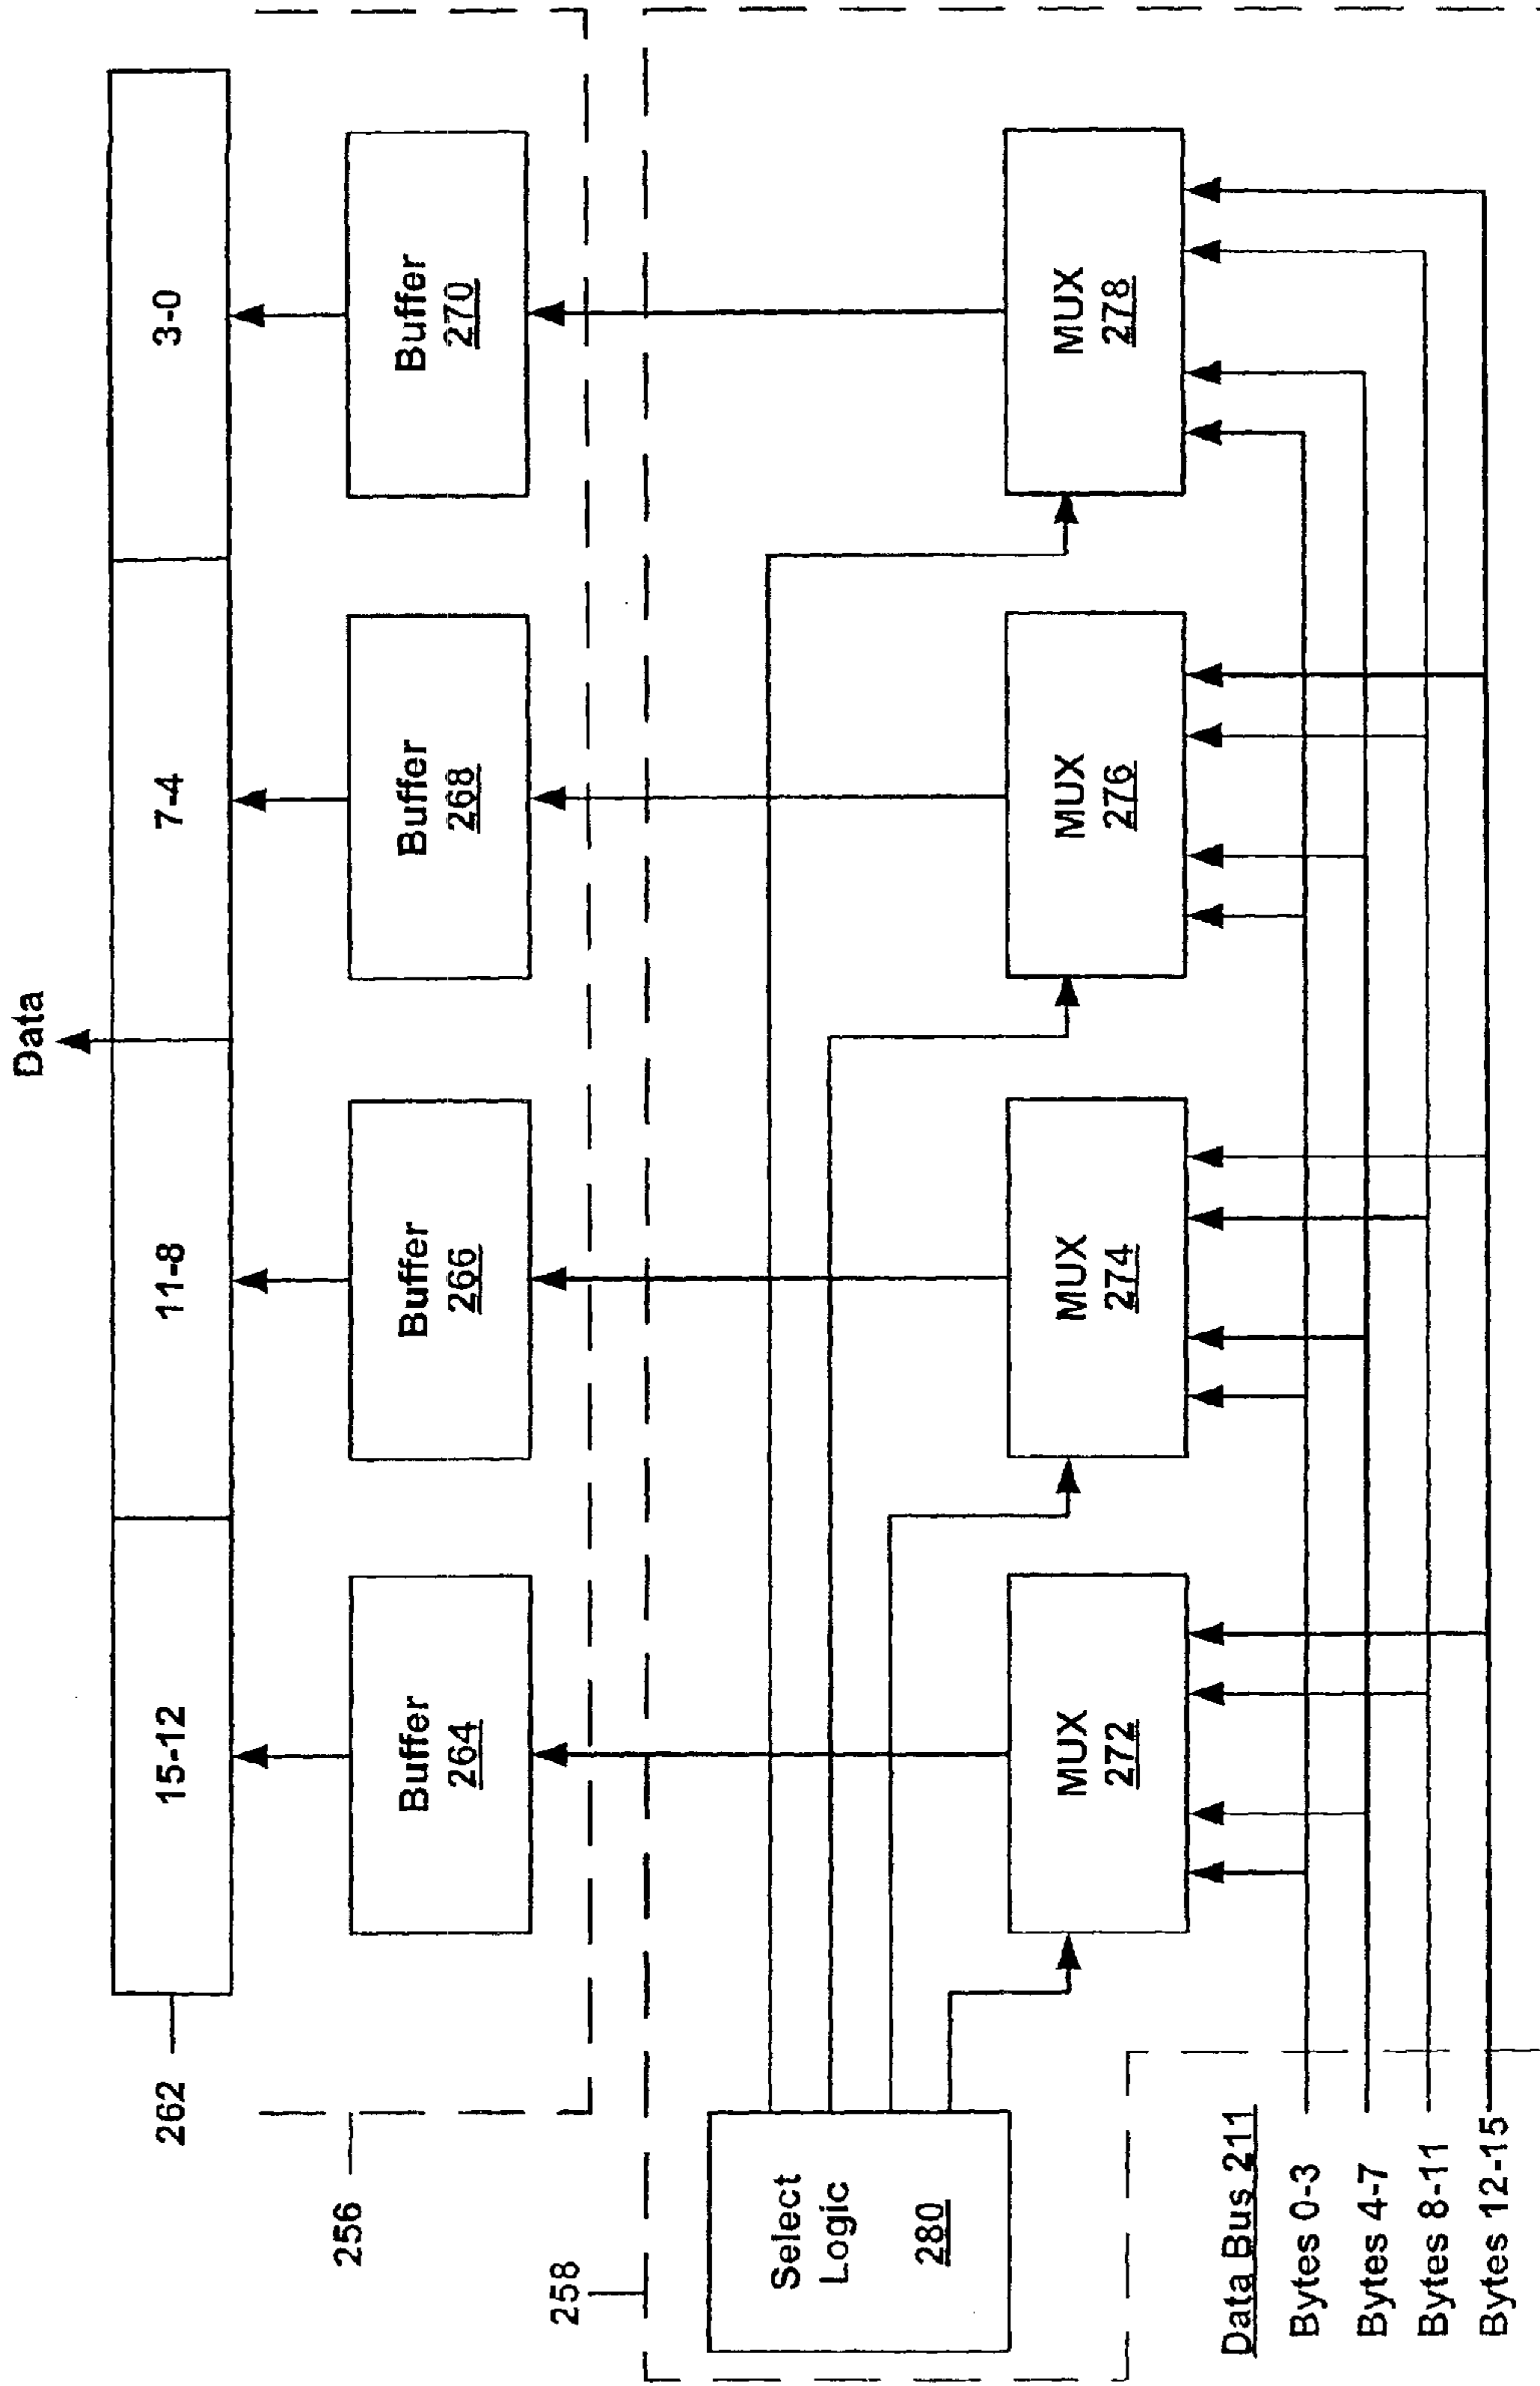 Data
262
15-12
11-8
7-4
3-0
256
Buffer
264
Buffer
266
Buffer
268
Buffer
270
258
Select
Logic
280
MUX
272
MUX
274
MUX
276
MUX
278
Data Bus 211
Bytes 0-3
Bytes 4-7
Bytes 8-11
Bytes 12-15